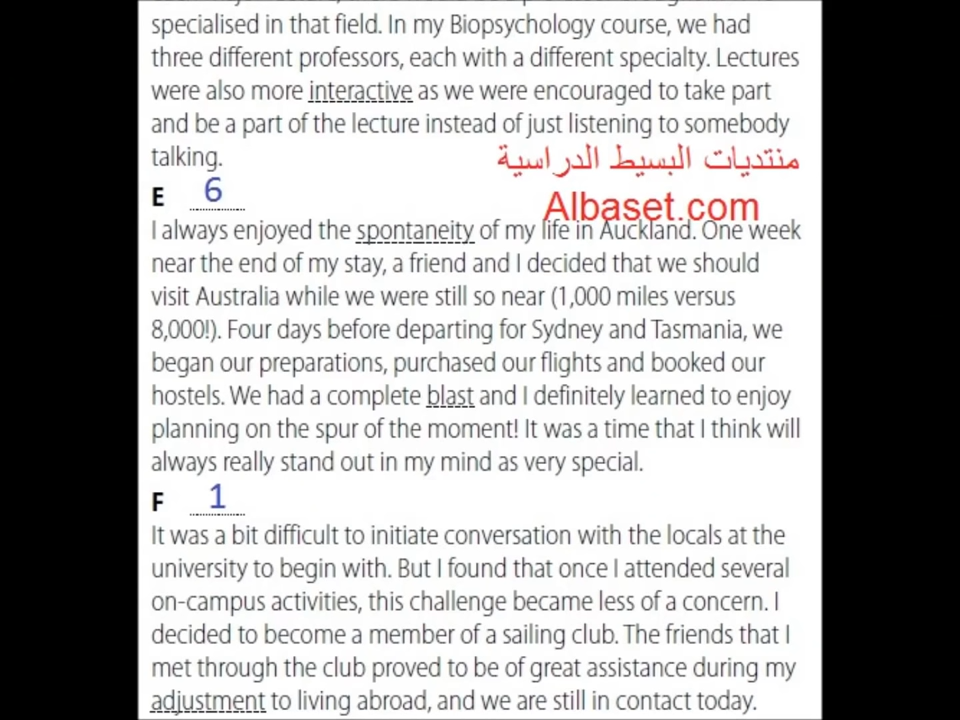 specialised in that field. In my Biopsychology course, we had
three different professors, each with a different specialty. Lectures
were also more interactive as we were encouraged to take part
and be a part of the lecture instead of just listening to somebody
talking.
منتديات البسيط الدراسية
E 6
Albaset.com
I always enjoyed the spontaneity of my life in Auckland. One week
near the end of my stay, a friend and I decided that we should
visit Australia while we were still so near (1,000 miles versus
8,000!). Four days before departing for Sydney and Tasmania, we
began our preparations, purchased our flights and booked our
hostels. We had a complete blast and I definitely learned to enjoy
planning on the spur of the moment! It was a time that I think will
always really stand out in my mind as very special.
F 1
It was a bit difficult to initiate conversation with the locals at the
university to begin with. But I found that once I attended several
on-campus activities, this challenge became less of a concern. I
decided to become a member of a sailing club. The friends that I
met through the club proved to be of great assistance during my
adjustment to living abroad, and we are still in contact today.